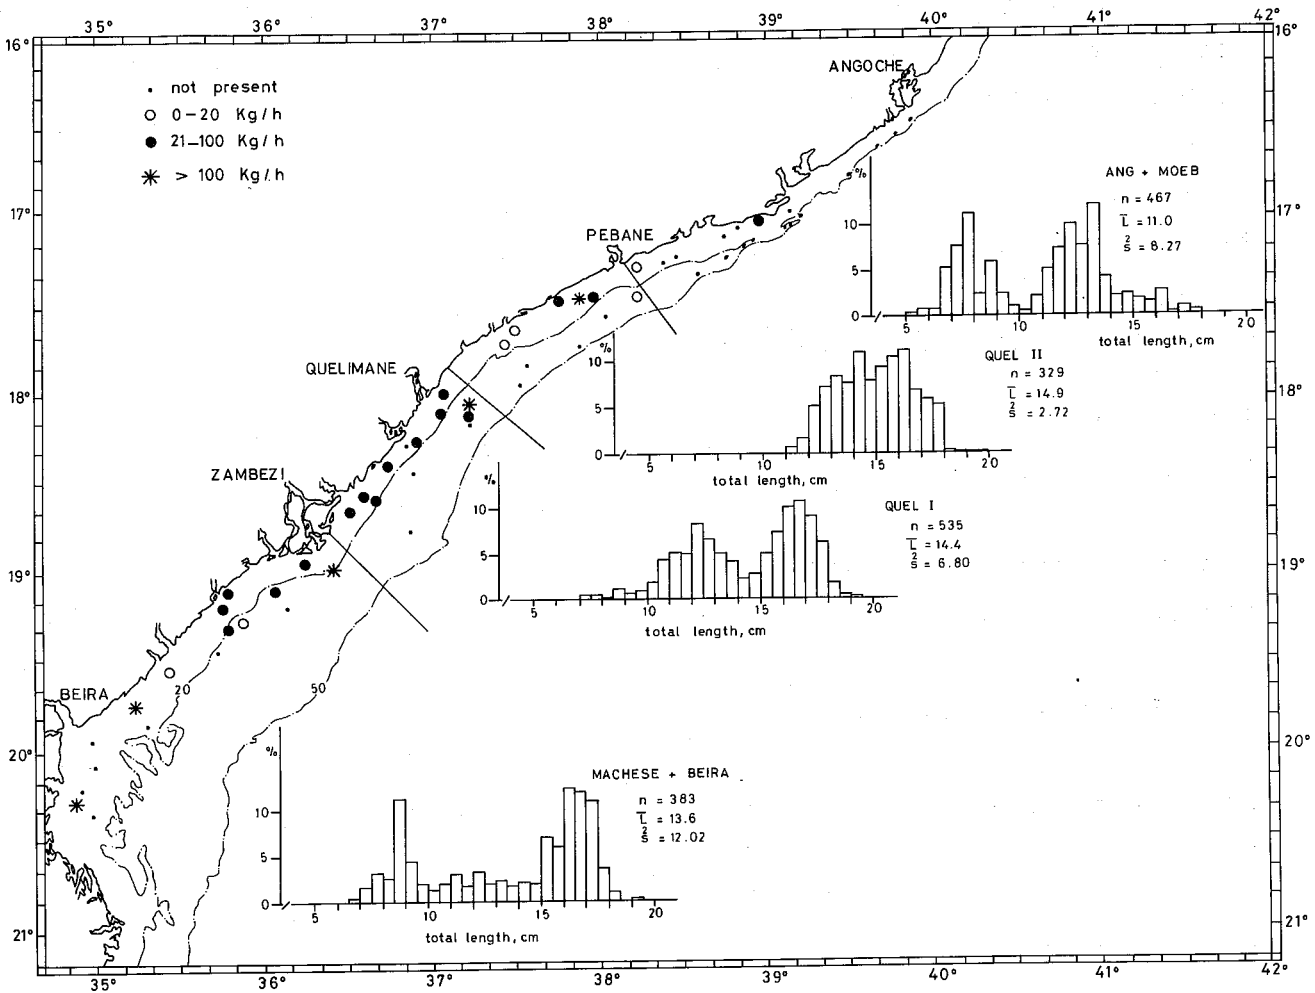 35° 36° 37° 38° 39° 40° 41° 42°
16° 16°
ANGOCHE
• not present
○ 0-20 Kg/h
● 21-100 Kg/h
✳ > 100 Kg/h
17° 17°
PEBANE
ANG + MOEB
n = 467
L̅ = 11.0
s² = 8.27
%
10
5
0
5 10 15 20
total length, cm
QUELIMANE
18° 18°
QUEL II
n = 329
L̅ = 14.9
s² = 2.72
%
10
5
0
5 10 15 20
total length, cm
ZAMBEZI
QUEL I
n = 535
L̅ = 14.4
s² = 6.80
%
10
5
0
5 10 15 20
total length, cm
19° 19°
BEIRA
20 50
20° 20°
MACHESE + BEIRA
n = 383
L̅ = 13.6
s² = 12.02
%
10
5
0
5 10 15 20
total length, cm
21° 21°
35° 36° 37° 38° 39° 40° 41° 42°